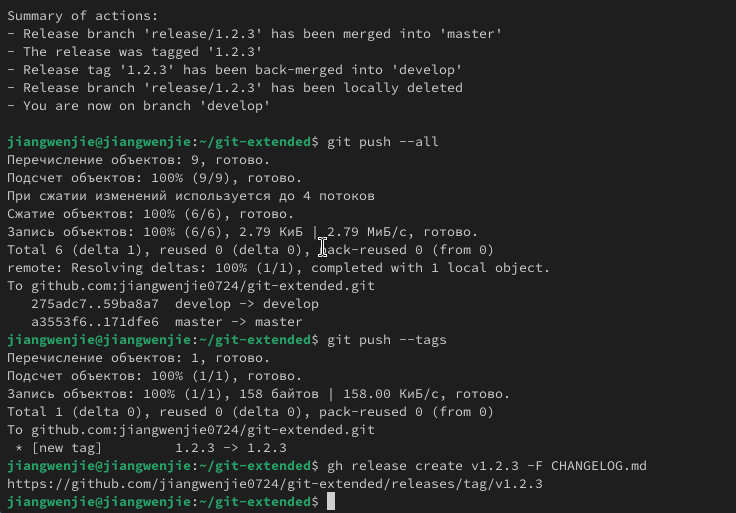 Summary of actions:
- Release branch 'release/1.2.3' has been merged into 'master'
- The release was tagged '1.2.3'
- Release tag '1.2.3' has been back-merged into 'develop'
- Release branch 'release/1.2.3' has been locally deleted
- You are now on branch 'develop'
jiangwenjie@jiangwenjie:~/git-extended$ git push --all
Перечисление объектов: 9, готово.
Подсчет объектов: 100% (9/9), готово.
При сжатии изменений используется до 4 потоков
Сжатие объектов: 100% (6/6), готово.
Запись объектов: 100% (6/6), 2.79 КиБ | 2.79 МиБ/с, готово.
Total 6 (delta 1), reused 0 (delta 0), pack-reused 0 (from 0)
remote: Resolving deltas: 100% (1/1), completed with 1 local object.
To github.com:jiangwenjie0724/git-extended.git
   275adc7..59ba8a7  develop -> develop
   a3553f6..171dfe6  master -> master
jiangwenjie@jiangwenjie:~/git-extended$ git push --tags
Перечисление объектов: 1, готово.
Подсчет объектов: 100% (1/1), готово.
Запись объектов: 100% (1/1), 158 байтов | 158.00 КиБ/с, готово.
Total 1 (delta 0), reused 0 (delta 0), pack-reused 0 (from 0)
To github.com:jiangwenjie0724/git-extended.git
 * [new tag]         1.2.3 -> 1.2.3
jiangwenjie@jiangwenjie:~/git-extended$ gh release create v1.2.3 -F CHANGELOG.md
https://github.com/jiangwenjie0724/git-extended/releases/tag/v1.2.3
jiangwenjie@jiangwenjie:~/git-extended$